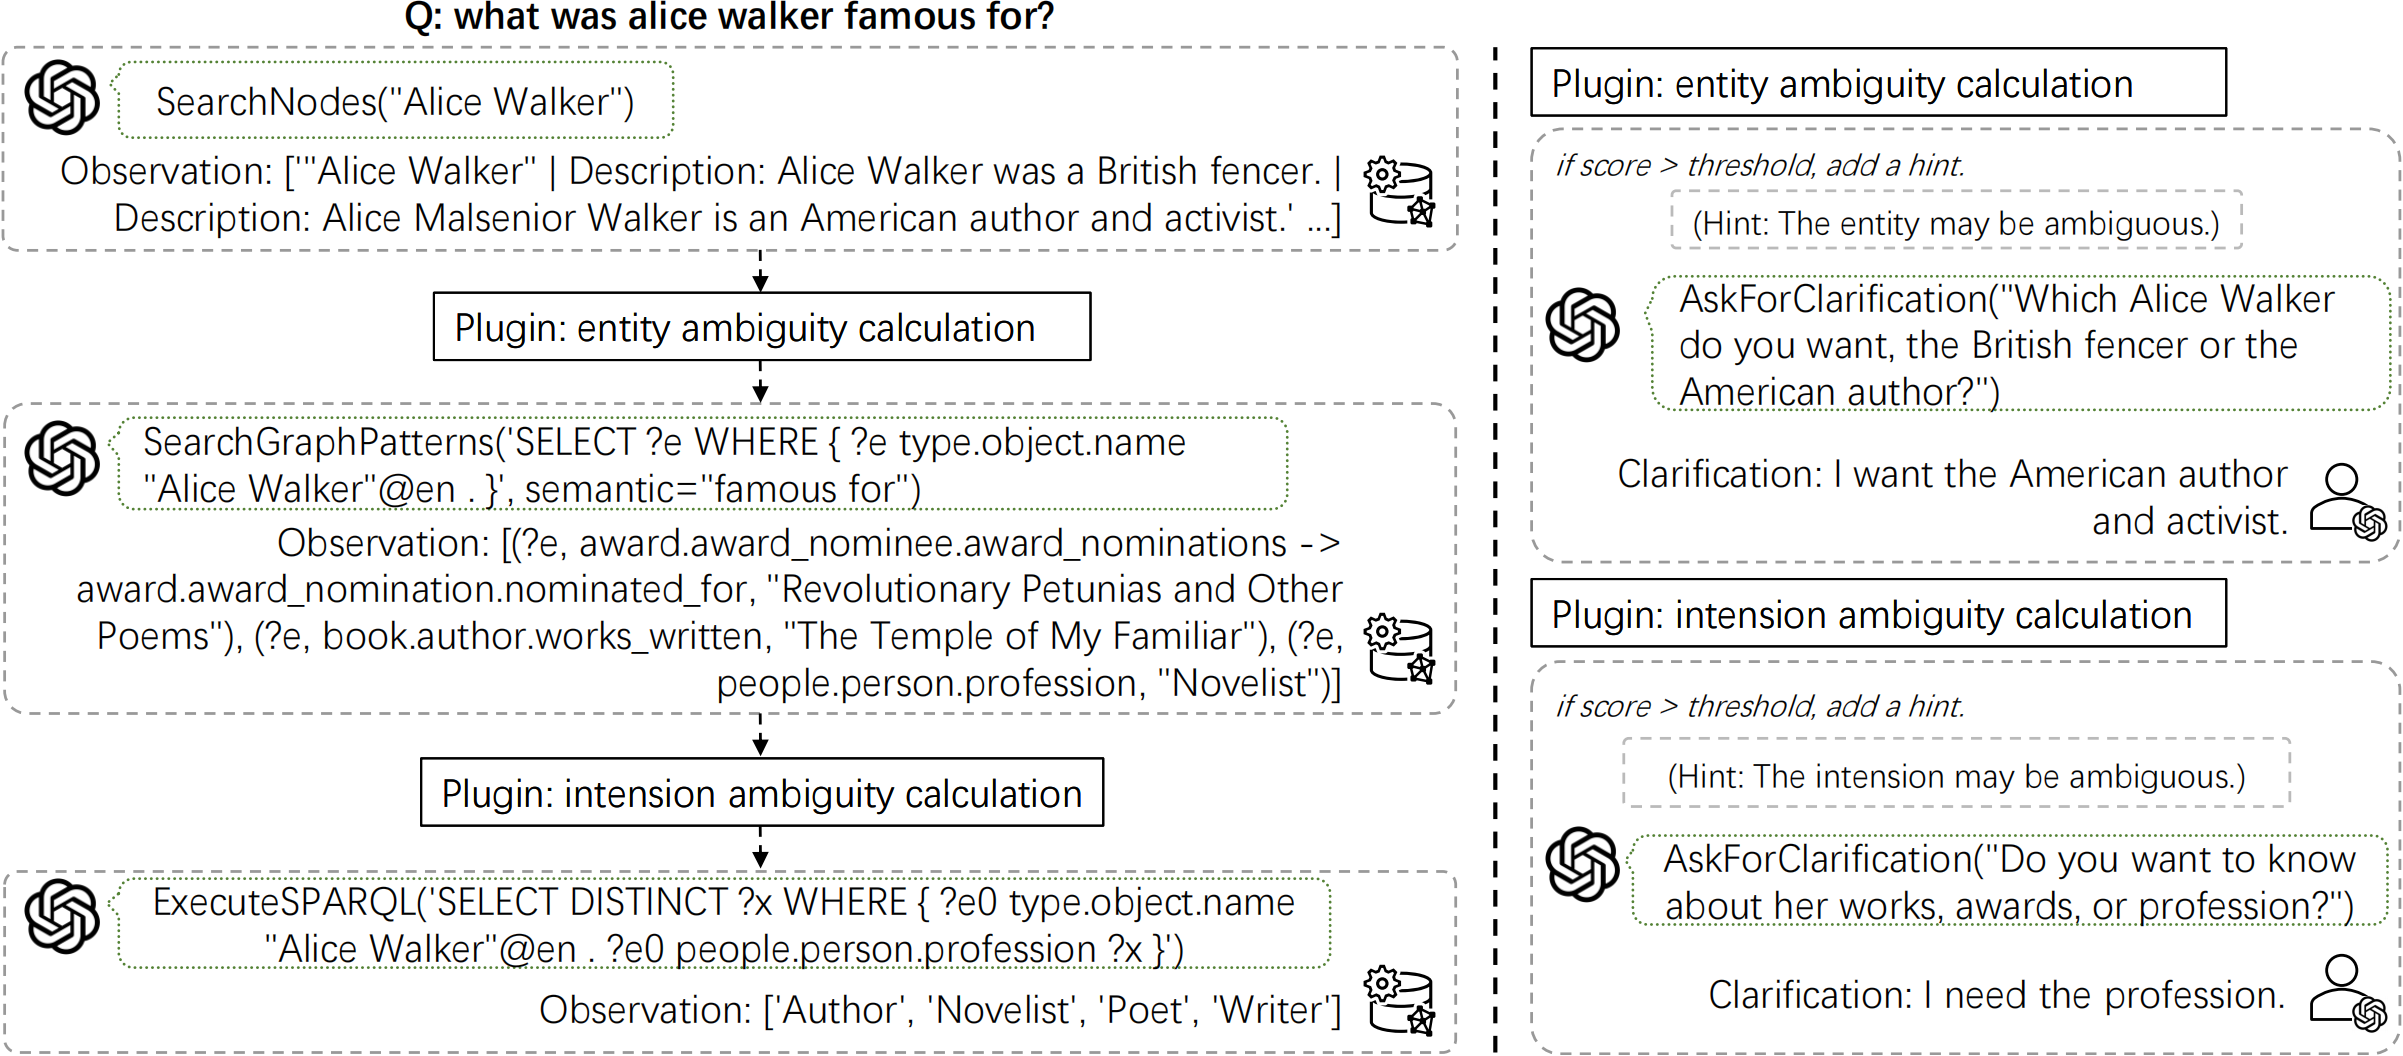 Q: what was alice walker famous for?
SearchNodes("Alice Walker")
Observation: ['"Alice Walker" | Description: Alice Walker was a British fencer. |
Description: Alice Malsenior Walker is an American author and activist.' ...]
Plugin: entity ambiguity calculation
SearchGraphPatterns('SELECT ?e WHERE { ?e type.object.name
"Alice Walker"@en . }', semantic="famous for")
Observation: [(?e, award.award_nominee.award_nominations ->
award.award_nomination.nominated_for, "Revolutionary Petunias and Other
Poems"), (?e, book.author.works_written, "The Temple of My Familiar"), (?e,
people.person.profession, "Novelist")]
Plugin: intension ambiguity calculation
ExecuteSPARQL('SELECT DISTINCT ?x WHERE { ?e0 type.object.name
"Alice Walker"@en . ?e0 people.person.profession ?x }')
Observation: ['Author', 'Novelist', 'Poet', 'Writer']
Plugin: entity ambiguity calculation
if score > threshold, add a hint.
(Hint: The entity may be ambiguous.)
AskForClarification("Which Alice Walker
do you want, the British fencer or the
American author?")
Clarification: I want the American author
and activist.
Plugin: intension ambiguity calculation
if score > threshold, add a hint.
(Hint: The intension may be ambiguous.)
AskForClarification("Do you want to know
about her works, awards, or profession?")
Clarification: I need the profession.